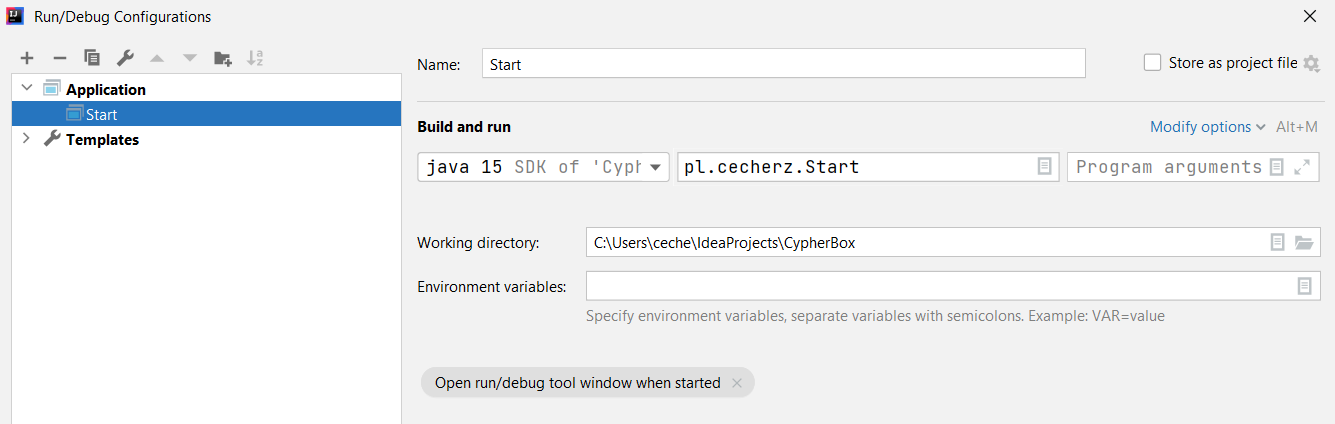 Run/Debug Configurations
Name: Start Store as project file
Application
Start
Templates
Build and run Modify options Alt+M
java 15 SDK of 'Cyph pl.cecherz.Start Program arguments
Working directory: C:\Users\ceche\IdeaProjects\CypherBox
Environment variables:
Specify environment variables, separate variables with semicolons. Example: VAR=value
Open run/debug tool window when started